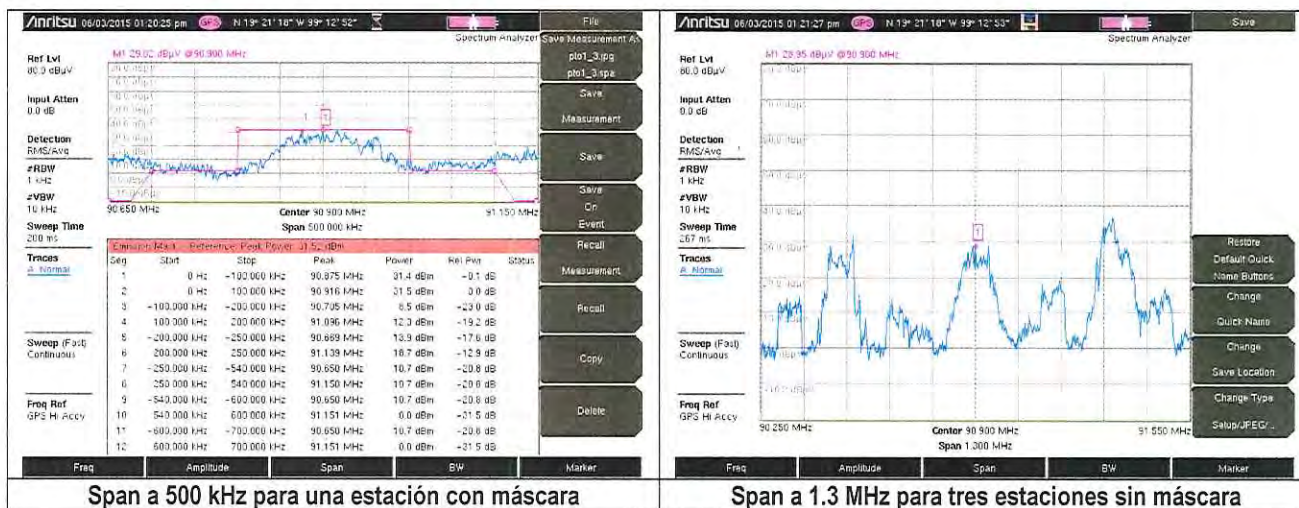 Anritsu 06/03/2015 01:20:25 pm GPS N 19° 21' 18" W 99° 12' 52"
Spectrum Analyzer
M1 29.02 dBµV @90.900 MHz
Ref Lvl
80.0 dBµV
Input Atten
0.0 dB
Detection
RMS/Avg
#RBW
1 kHz
#VBW
10 kHz
Sweep Time
200 ms
Traces
A: Normal
Sweep (Fast)
Continuous
Freq Ref
GPS Hi Accy
1
90.650 MHz
Center 90.900 MHz
91.150 MHz
Span 500.000 kHz
Emission Mask - Reference: Peak Power 31.52 dBm
Seg Start Stop Peak Power Rel Pwr Status
1 0 Hz -100.000 kHz 90.875 MHz 31.4 dBm -0.1 dB
2 0 Hz 100.000 kHz 90.916 MHz 31.5 dBm 0.0 dB
3 -100.000 kHz -200.000 kHz 90.705 MHz 8.5 dBm -23.0 dB
4 100.000 kHz 200.000 kHz 91.096 MHz 12.3 dBm -19.2 dB
5 -200.000 kHz -250.000 kHz 90.669 MHz 13.9 dBm -17.6 dB
6 200.000 kHz 250.000 kHz 91.139 MHz 18.7 dBm -12.9 dB
7 -250.000 kHz -540.000 kHz 90.650 MHz 10.7 dBm -20.8 dB
8 250.000 kHz 540.000 kHz 91.150 MHz 10.7 dBm -20.8 dB
9 -540.000 kHz -600.000 kHz 90.650 MHz 10.7 dBm -20.8 dB
10 540.000 kHz 600.000 kHz 91.151 MHz 0.0 dBm -31.5 dB
11 -600.000 kHz -700.000 kHz 90.650 MHz 10.7 dBm -20.8 dB
12 600.000 kHz 700.000 kHz 91.151 MHz 0.0 dBm -31.5 dB
File
Save Measurement As
pto1_3.jpg
pto1_3.spa
Save
Measurement
Save
Save
On
Event
Recall
Measurement
Recall
Copy
Delete
Freq Amplitude Span BW Marker
Span a 500 kHz para una estación con máscara
Anritsu 06/03/2015 01:21:27 pm GPS N 19° 21' 18" W 99° 12' 53"
Save
Spectrum Analyzer
M1 28.95 dBµV @90.900 MHz
Ref Lvl
80.0 dBµV
Input Atten
0.0 dB
Detection
RMS/Avg
#RBW
1 kHz
#VBW
10 kHz
Sweep Time
267 ms
Traces
A: Normal
Sweep (Fast)
Continuous
Freq Ref
GPS Hi Accy
1
90.250 MHz
Center 90.900 MHz
91.550 MHz
Span 1.300 MHz
Restore
Default Quick
Name Buttons
Change
Quick Name
Change
Save Location
Change Type
Setup/JPEG/...
Freq Amplitude Span BW Marker
Span a 1.3 MHz para tres estaciones sin máscara